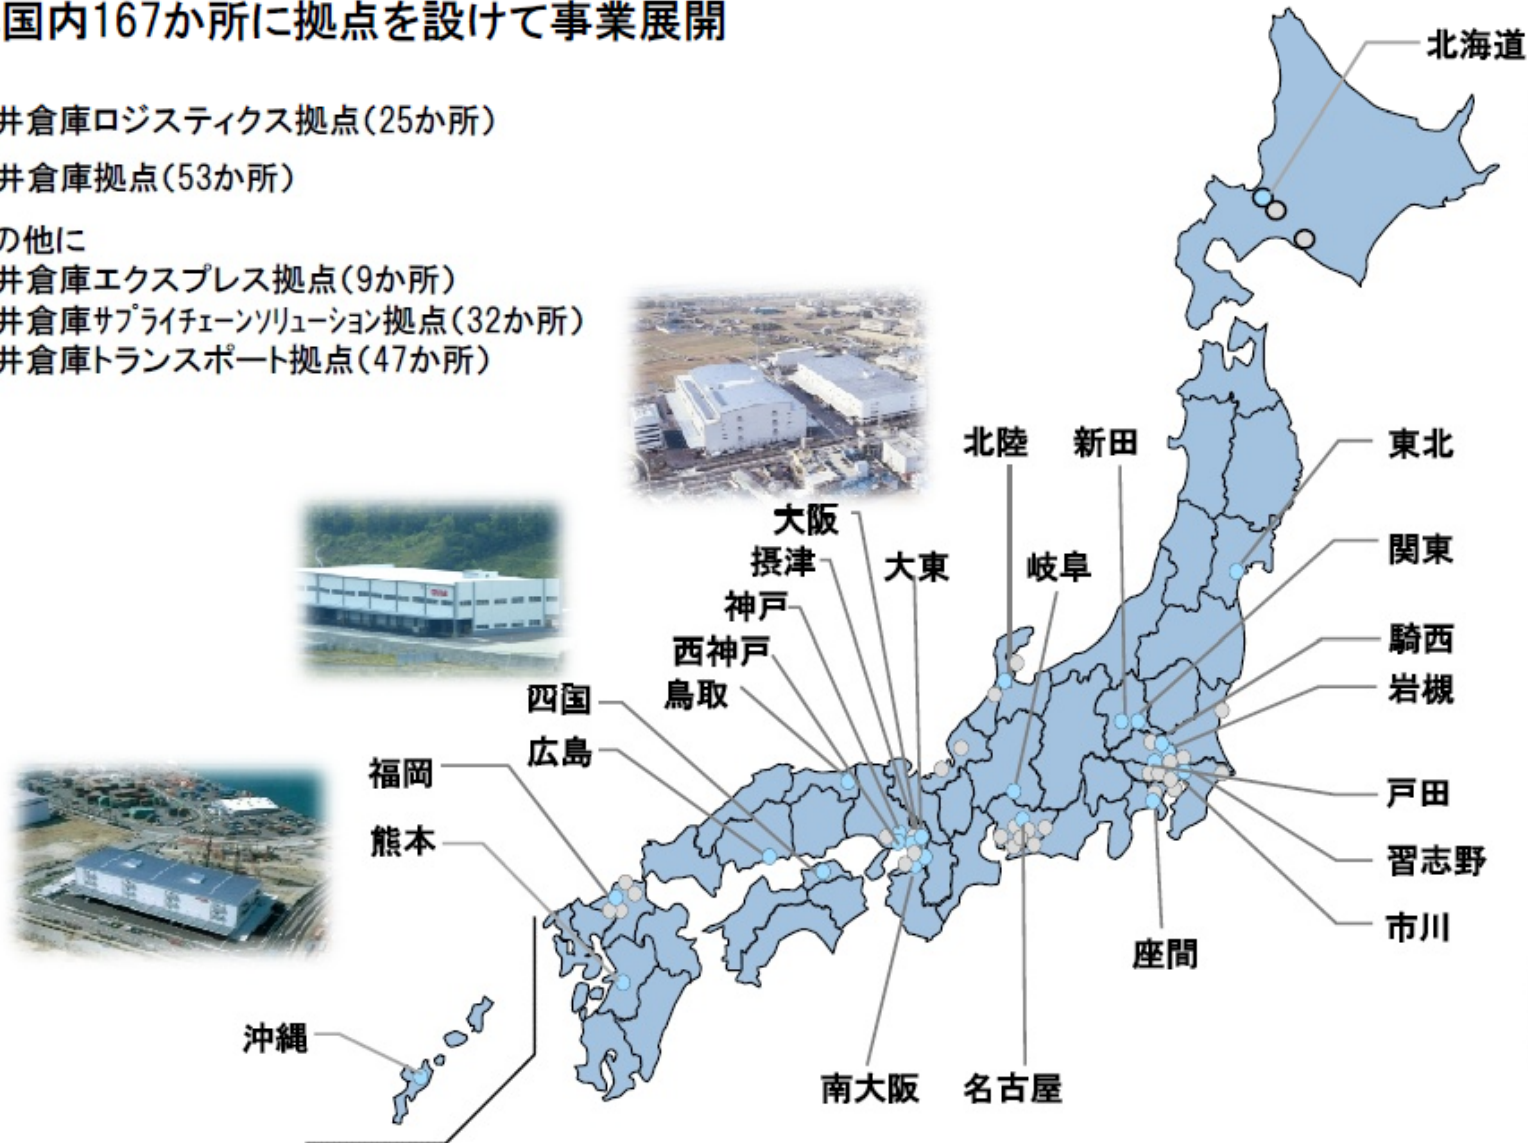 国内167か所に拠点を設けて事業展開
井倉庫ロジスティクス拠点(25か所)
井倉庫拠点(53か所)
の他に
井倉庫エクスプレス拠点(9か所)
井倉庫ｻﾌﾟﾗｲﾁｪｰﾝｿﾘｭｰｼｮﾝ拠点(32か所)
井倉庫トランスポート拠点(47か所)
北海道
北陸
新田
東北
大阪
関東
摂津
大東
岐阜
神戸
騎西
西神戸
岩槻
鳥取
四国
広島
福岡
戸田
熊本
習志野
市川
座間
沖縄
南大阪
名古屋